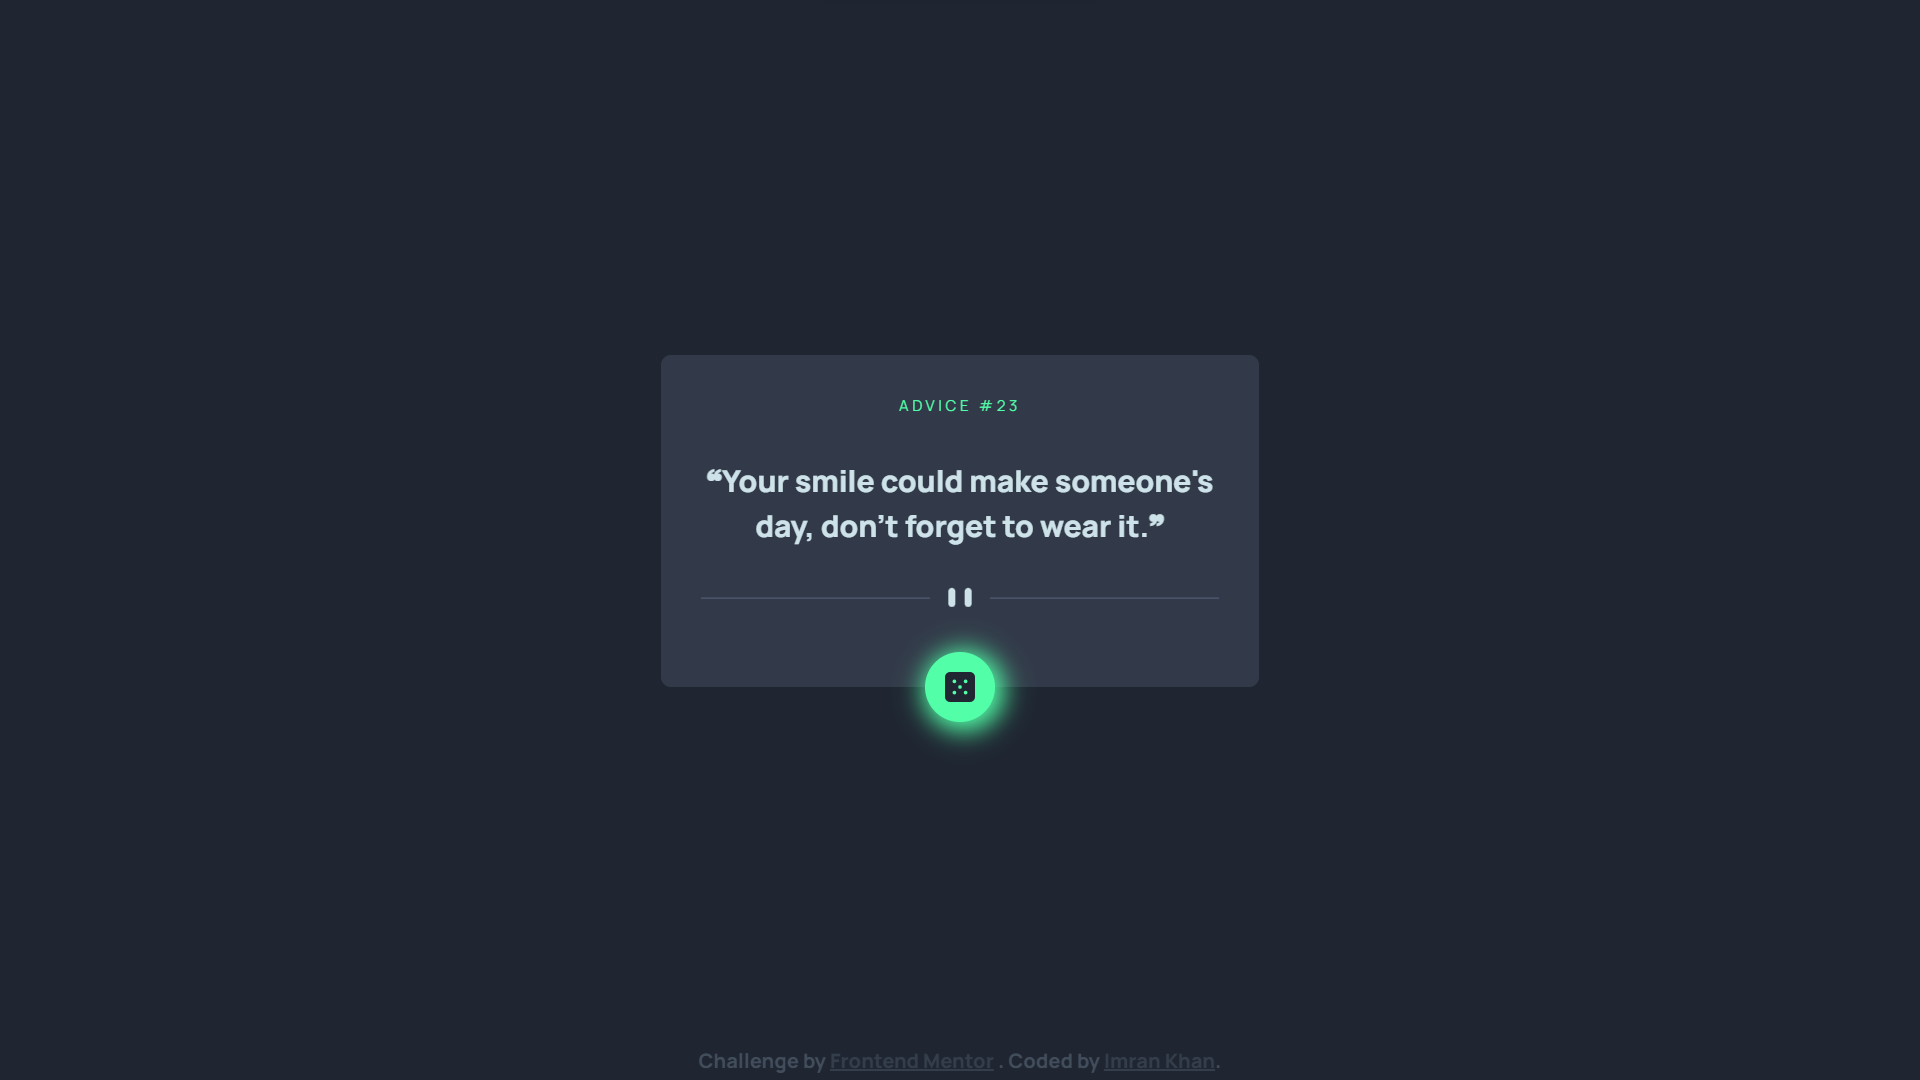 ADVICE #23
❝Your smile could make someone's
day, don’t forget to wear it.❞
Challenge by Frontend Mentor . Coded by Imran Khan.